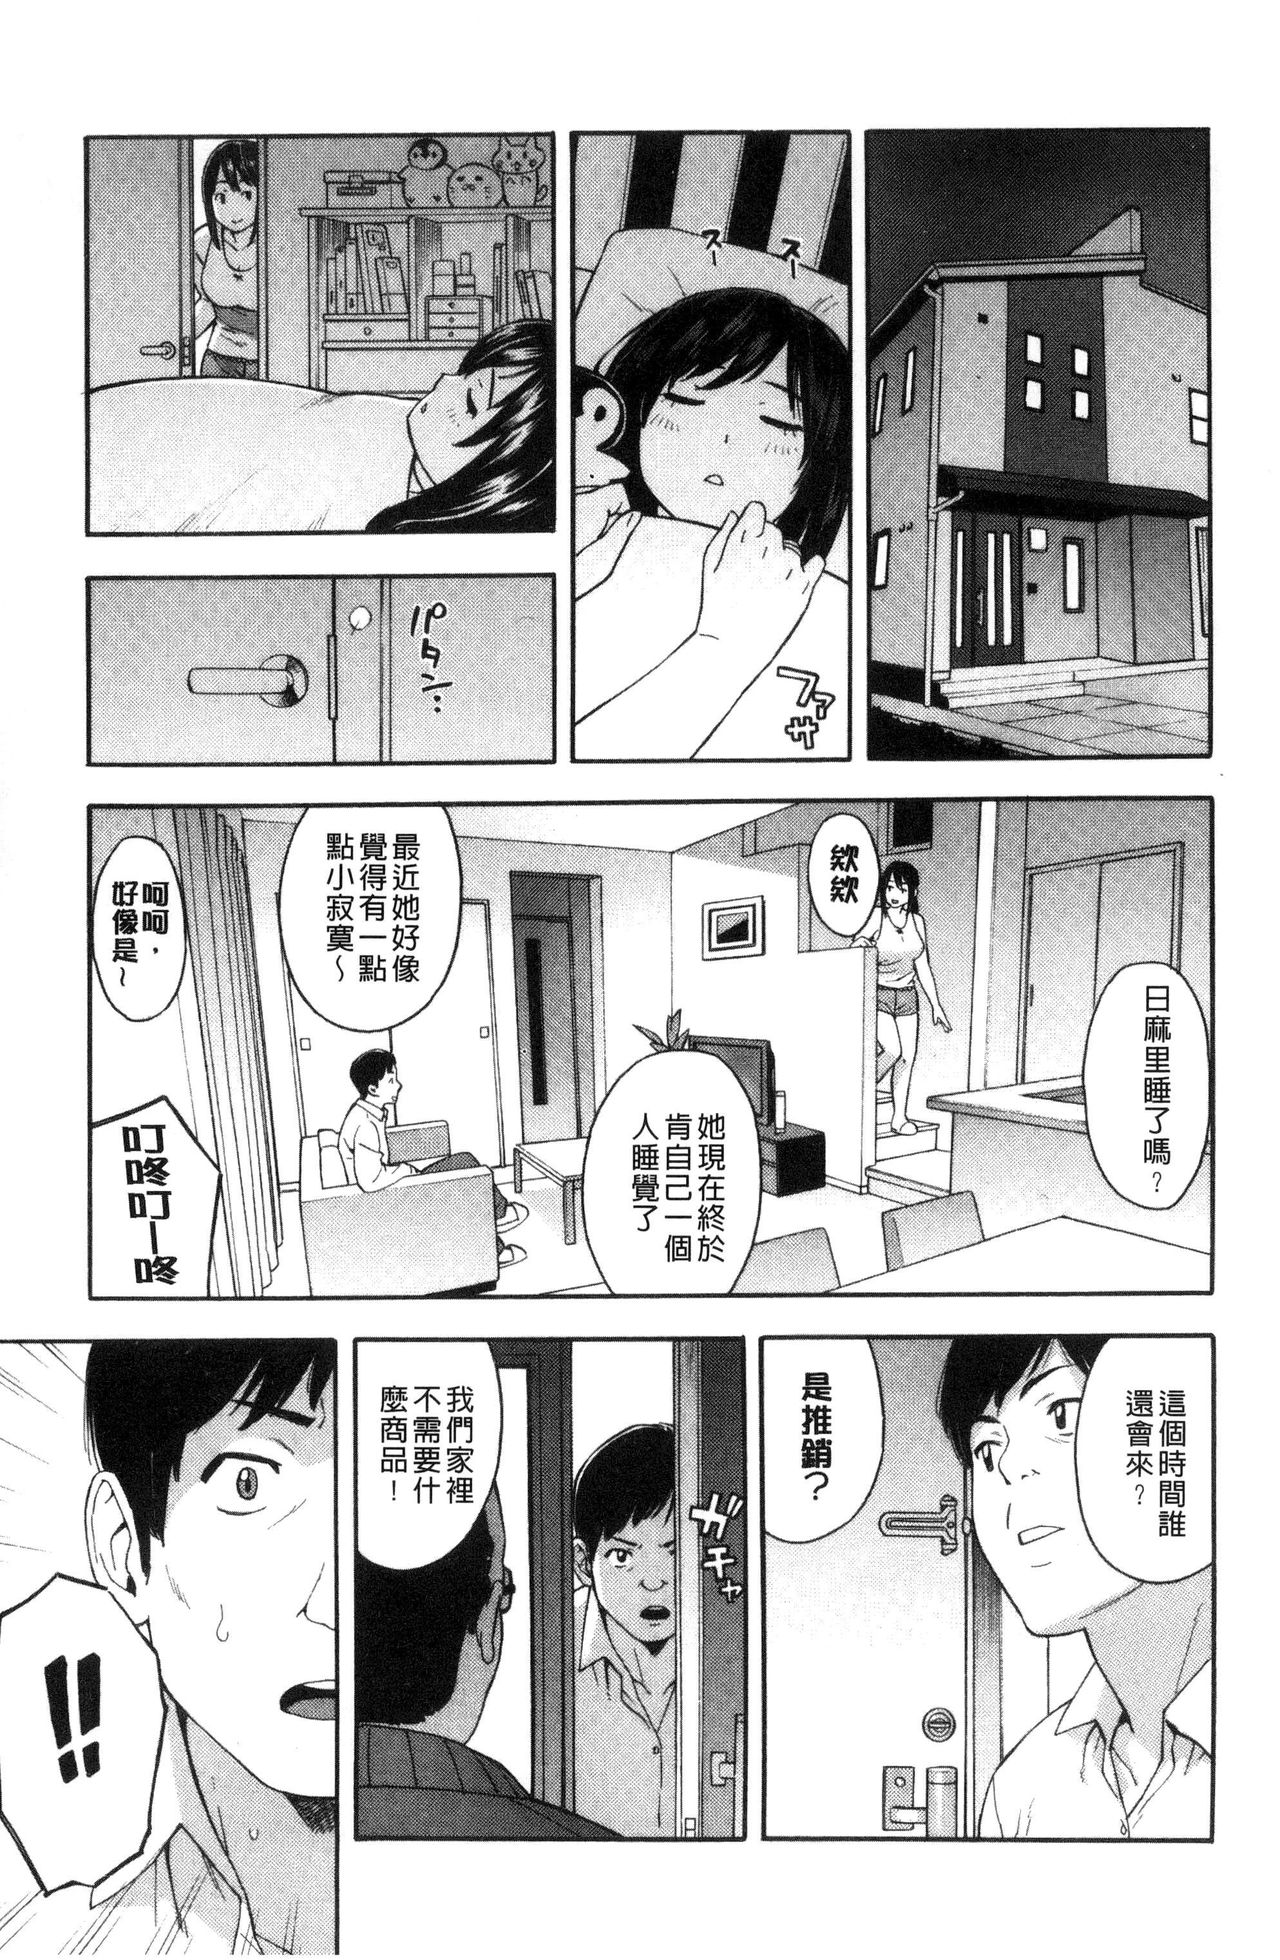 スー
スー
ファサ
パタン…
日麻里睡了嗎？
欸欸
她現在終於
肯自己一個
人睡覺了
最近她好像
覺得有一點
點小寂寞～
呵呵，
好像是～
叮咚叮ー咚
這個時間誰
還會來？
是推銷？
ガチャ
我們家裡
不需要什
麼商品！
!!